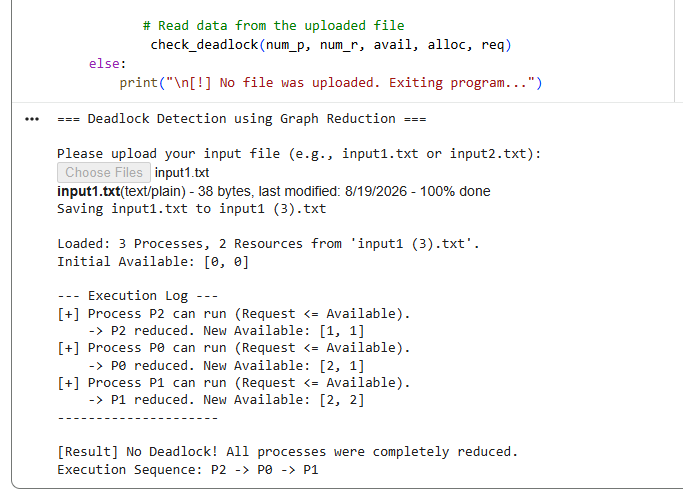 # Read data from the uploaded file
check_deadlock(num_p, num_r, avail, alloc, req)
else:
print("\n[!] No file was uploaded. Exiting program...")
=== Deadlock Detection using Graph Reduction ===
Please upload your input file (e.g., input1.txt or input2.txt):
Choose Files input1.txt
input1.txt(text/plain) - 38 bytes, last modified: 8/19/2026 - 100% done
Saving input1.txt to input1 (3).txt
Loaded: 3 Processes, 2 Resources from 'input1 (3).txt'.
Initial Available: [0, 0]
--- Execution Log ---
[+] Process P2 can run (Request <= Available).
-> P2 reduced. New Available: [1, 1]
[+] Process P0 can run (Request <= Available).
-> P0 reduced. New Available: [2, 1]
[+] Process P1 can run (Request <= Available).
-> P1 reduced. New Available: [2, 2]
---------------------
[Result] No Deadlock! All processes were completely reduced.
Execution Sequence: P2 -> P0 -> P1